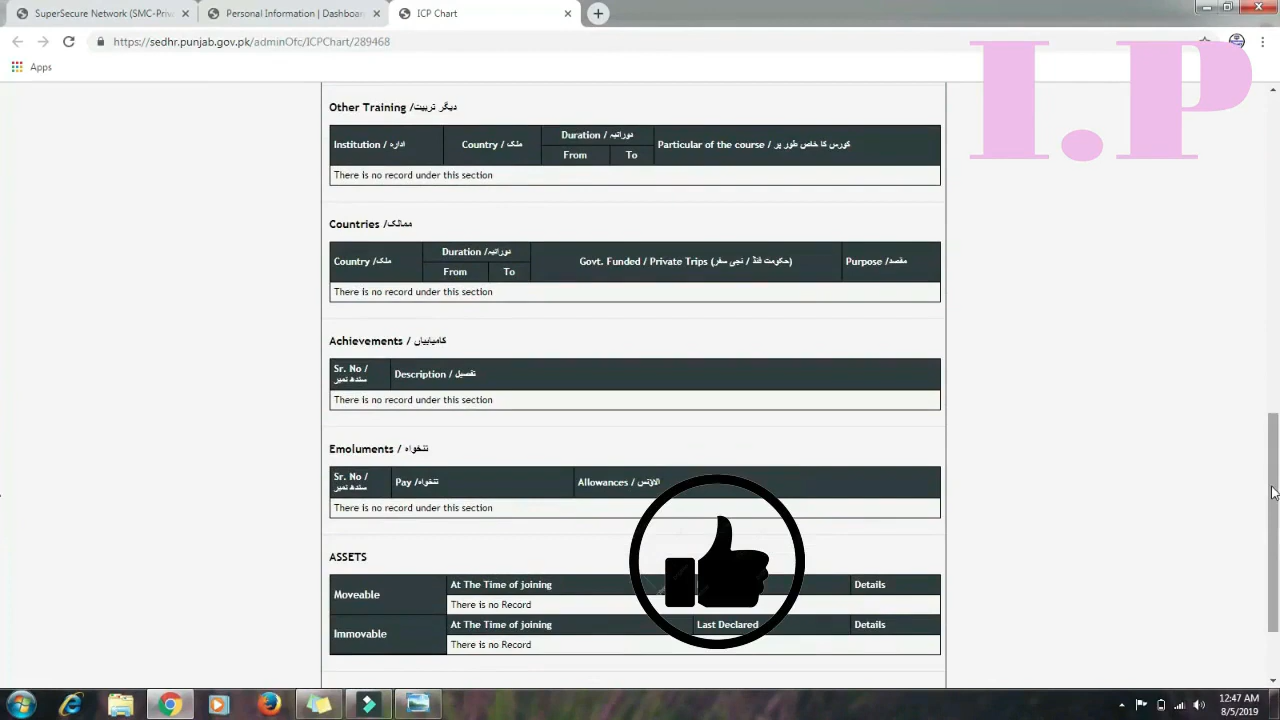 SuperSecure Network (SMC-Priv
Personal Information | Dashboar
ICP Chart
https://sedhr.punjab.gov.pk/adminOfc/ICPChart/289468
Apps
I.P
Other Training / دیگر تربیت
Institution / ادارہ
Country / ملک
Duration / دورانیہ
From
To
Particular of the course / کورس کا خاص طور پر
There is no record under this section
Countries / ممالک
Country / ملک
Duration / دورانیہ
From
To
Govt. Funded / Private Trips (حکومت فنڈ / نجی سفر)
Purpose / مقصد
There is no record under this section
Achievements / کامیابیاں
Sr. No /
Description / تفصیل
There is no record under this section
Emoluments / تنخواہ
Sr. No /
Pay / تنخواہ
Allowances / الاؤنس
There is no record under this section
ASSETS
Moveable
At The Time of joining
Details
There is no Record
Immovable
At The Time of joining
Last Declared
Details
There is no Record
12:47 AM
8/5/2019